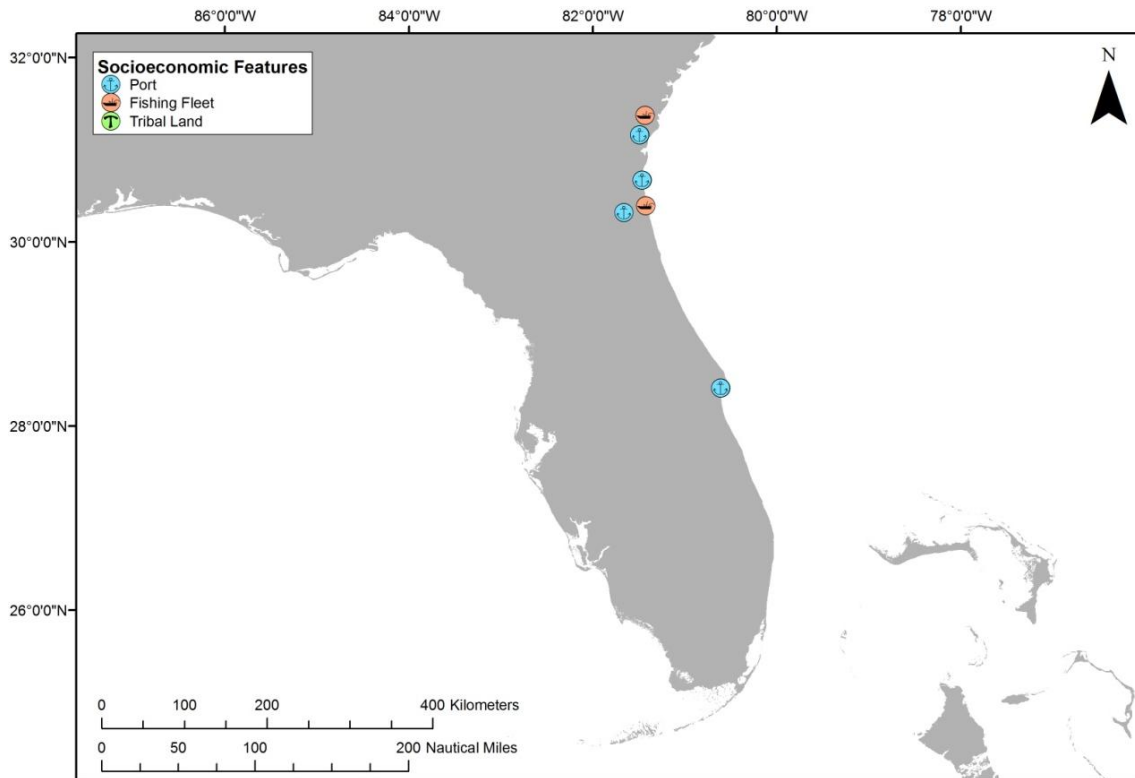 86°0'0"W 84°0'0"W 82°0'0"W 80°0'0"W 78°0'0"W
32°0'0"N
Socioeconomic Features
Port
Fishing Fleet
Tribal Land
N
30°0'0"N
28°0'0"N
26°0'0"N
0 100 200 400 Kilometers
0 50 100 200 Nautical Miles